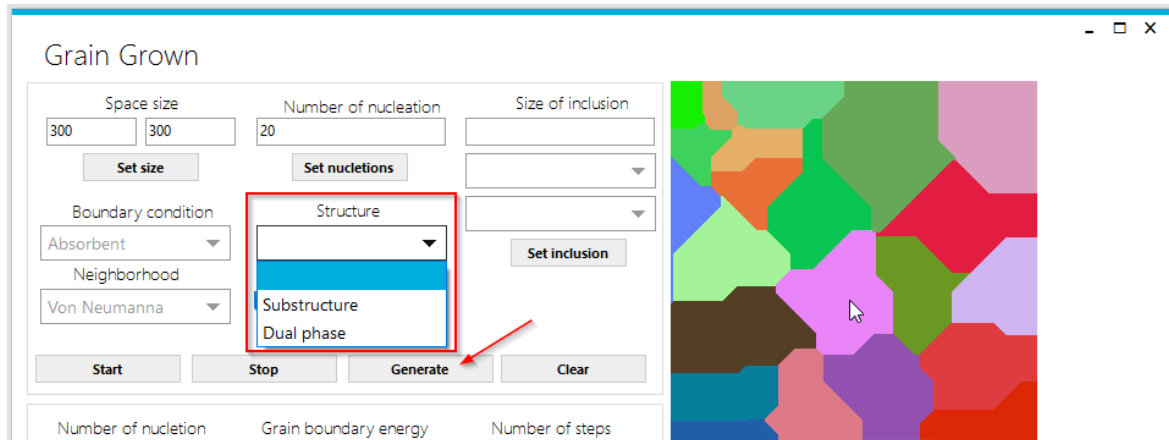 Grain Grown
Space size
Number of nucleation
Size of inclusion
300
300
20
Set size
Set nucletions
Boundary condition
Structure
Absorbent
Set inclusion
Neighborhood
Von Neumanna
Substructure
Dual phase
Start
Stop
Generate
Clear
Number of nucletion
Grain boundary energy
Number of steps